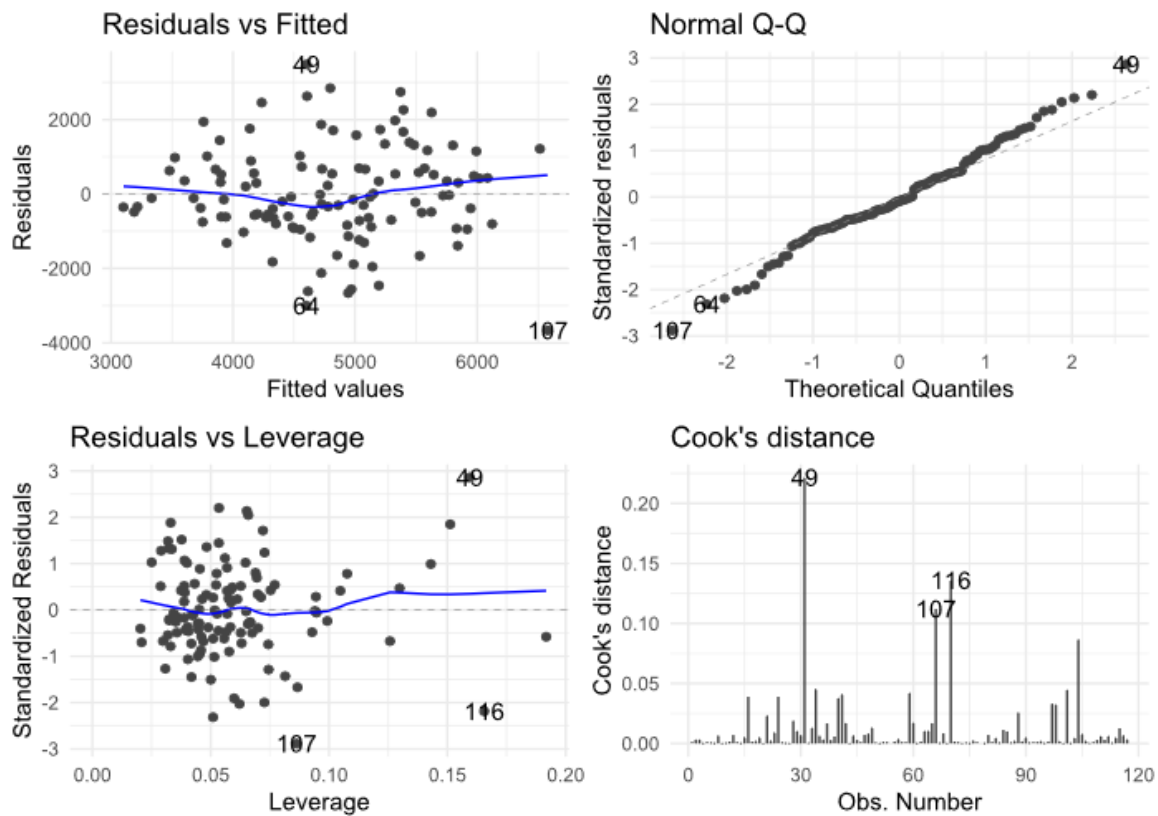 Residuals vs Fitted
49
2000
0
-2000
64
107
-4000
3000 4000 5000 6000
Fitted values
Residuals
Normal Q-Q
3
49
2
1
0
-1
-2
64
107
-3
-2 -1 0 1 2
Theoretical Quantiles
Standardized residuals
Residuals vs Leverage
3
49
2
1
0
-1
-2
116
107
-3
0.00 0.05 0.10 0.15 0.20
Leverage
Standardized Residuals
Cook's distance
49
0.20
0.15
116
107
0.10
0.05
0.00
0 30 60 90 120
Obs. Number
Cook's distance